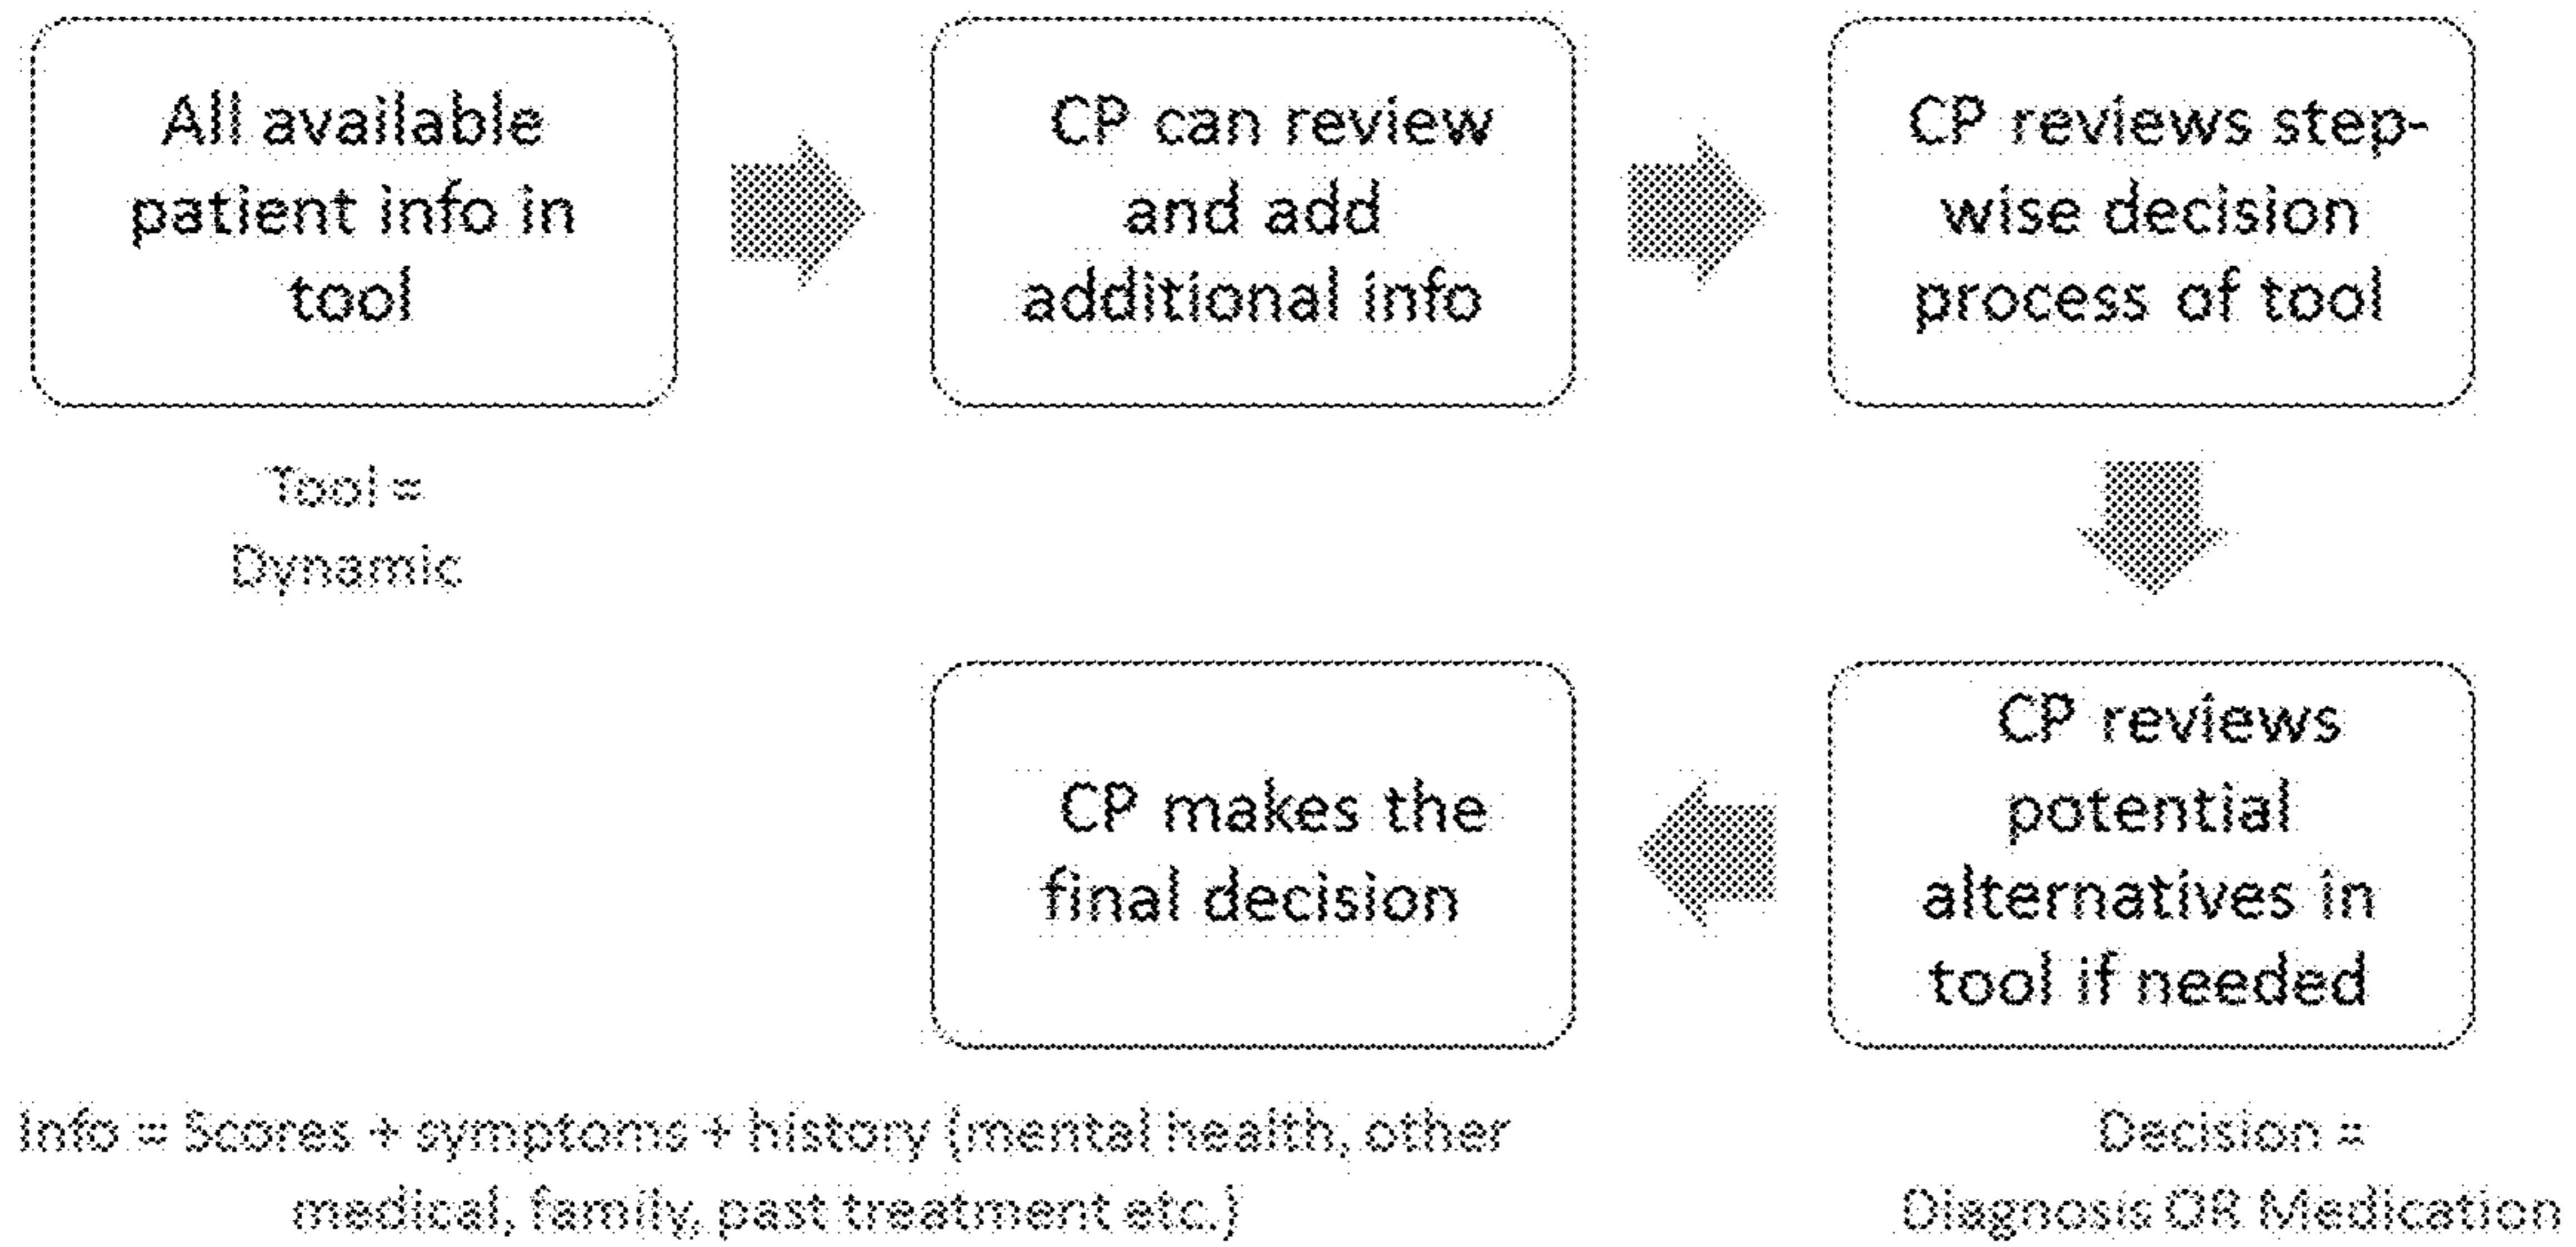 All available
patient info in
tool
CP can review
and add
additional info
CP reviews step-
wise decision
process of tool
Tool =
Dynamic
CP reviews
potential
alternatives in
tool if needed
CP makes the
final decision
Info = Scores + symptoms + history (mental health, other
medical, family, past treatment etc.)
Decision =
Diagnosis OR Medication